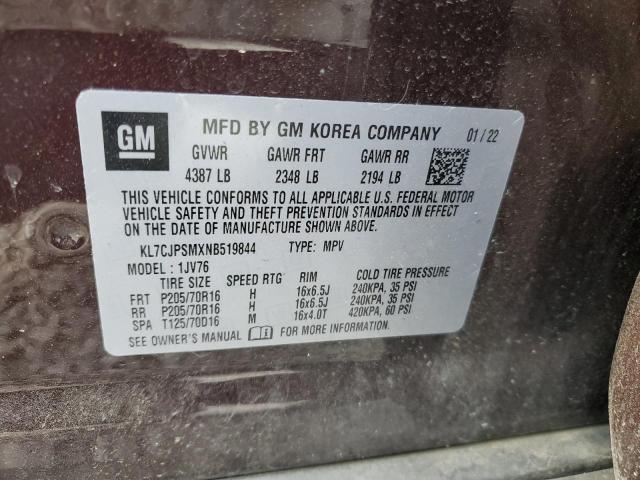 GM
MFD BY GM KOREA COMPANY 01/22
GVWR GAWR FRT GAWR RR
4387 LB 2348 LB 2194 LB
THIS VEHICLE CONFORMS TO ALL APPLICABLE U.S. FEDERAL MOTOR
VEHICLE SAFETY AND THEFT PREVENTION STANDARDS IN EFFECT
ON THE DATE OF MANUFACTURE SHOWN ABOVE.
KL7CJPSMXNB519844 TYPE: MPV
MODEL: 1JV76
TIRE SIZE SPEED RTG RIM COLD TIRE PRESSURE
FRT P205/70R16 H 16x6.5J 240KPA, 35 PSI
RR P205/70R16 H 16x6.5J 240KPA, 35 PSI
SPA T125/70D16 M 16x4.0T 420KPA, 60 PSI
SEE OWNER'S MANUAL FOR MORE INFORMATION.